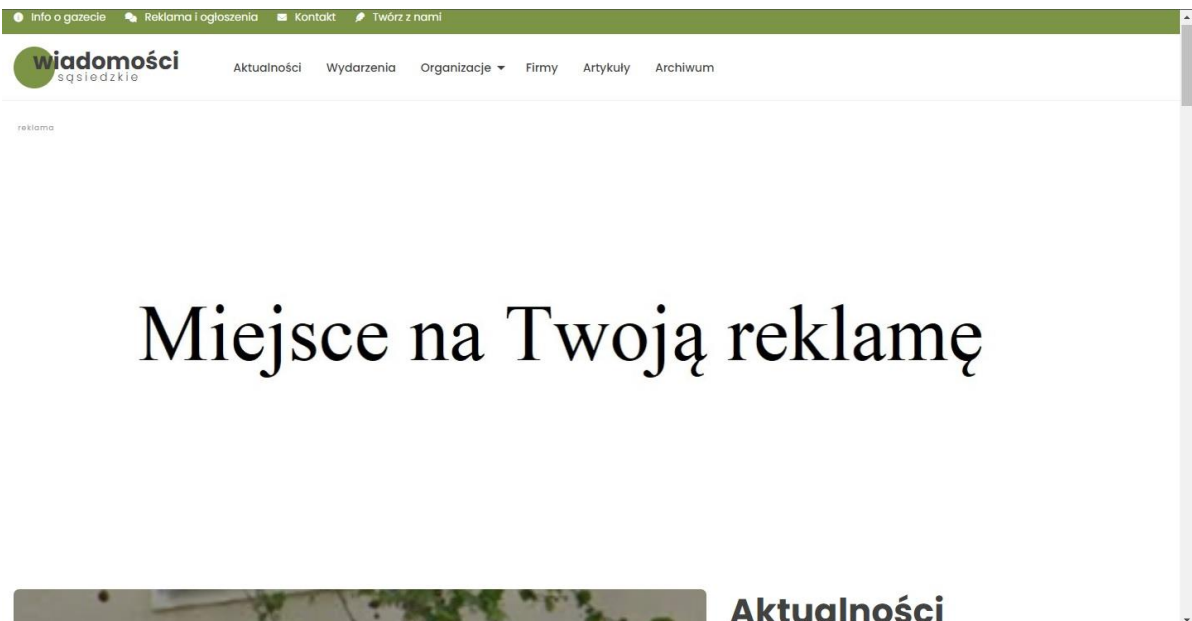 Info o gazecie Reklama i ogłoszenia Kontakt Twórz z nami
wiadomości
sąsiedzkie
Aktualności Wydarzenia Organizacje Firmy Artykuły Archiwum
reklama
Miejsce na Twoją reklamę
Aktualności